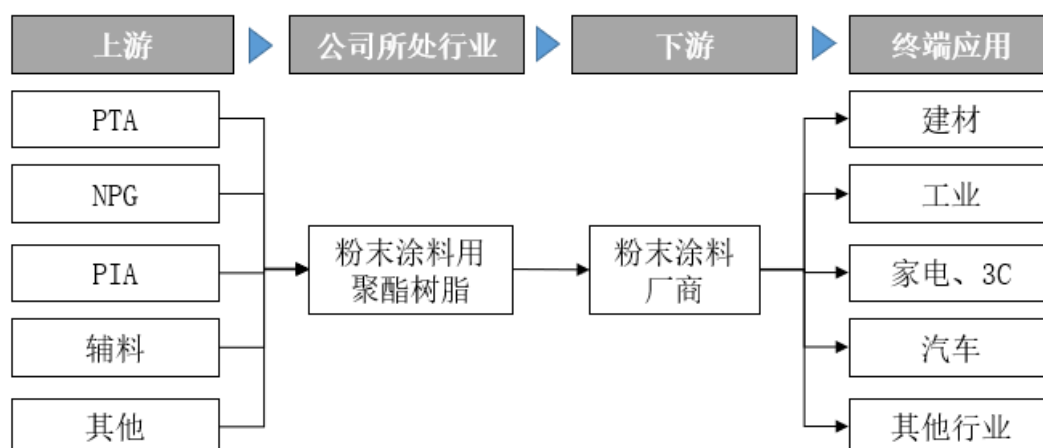 上游
公司所处行业
下游
终端应用
PTA
NPG
PIA
辅料
其他
粉末涂料用
聚酯树脂
粉末涂料
厂商
建材
工业
家电、3C
汽车
其他行业